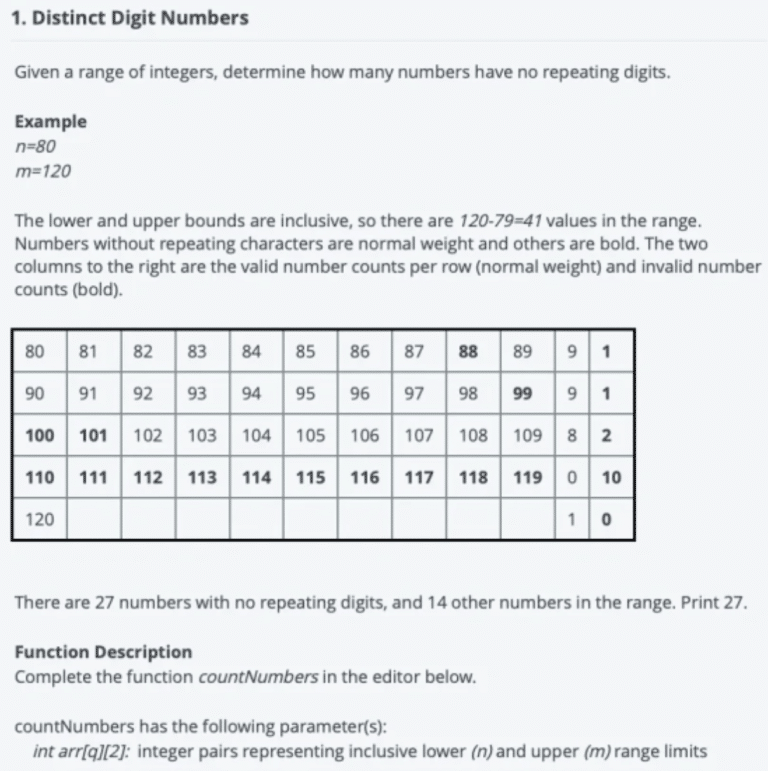 1. Distinct Digit Numbers
Given a range of integers, determine how many numbers have no repeating digits.
Example
n=80
m=120
The lower and upper bounds are inclusive, so there are 120-79=41 values in the range.
Numbers without repeating characters are normal weight and others are bold. The two
columns to the right are the valid number counts per row (normal weight) and invalid number
counts (bold).
80 81 82 83 84 85 86 87 88 89 9 1
90 91 92 93 94 95 96 97 98 99 9 1
100 101 102 103 104 105 106 107 108 109 8 2
110 111 112 113 114 115 116 117 118 119 0 10
120 1 0
There are 27 numbers with no repeating digits, and 14 other numbers in the range. Print 27.
Function Description
Complete the function countNumbers in the editor below.
countNumbers has the following parameter(s):
int arr[q][2]: integer pairs representing inclusive lower (n) and upper (m) range limits